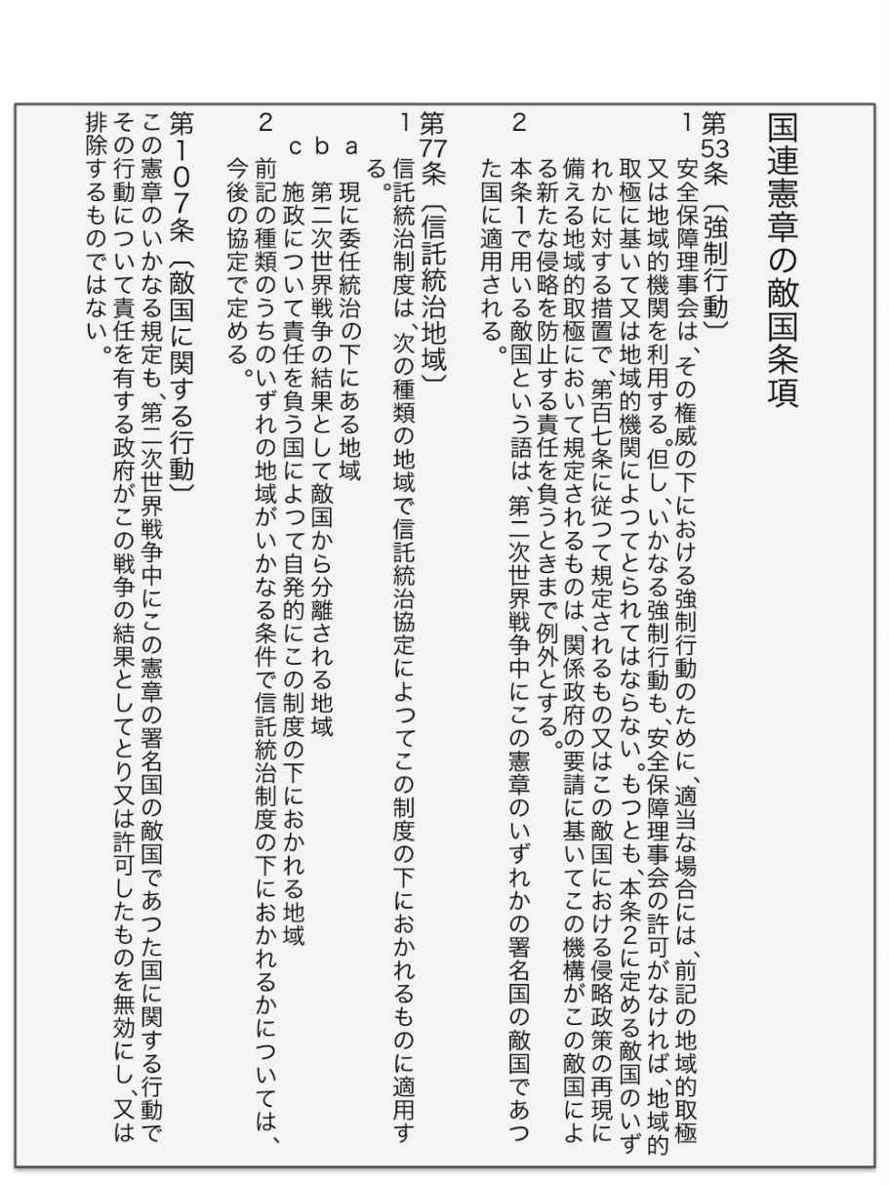 国連憲章の敵国条項
第53条〔強制行動〕
1 安全保障理事会は、その権威の下における強制行動のために、適当な場合には、前記の地域的取極
又は地域的機関を利用する。但し、いかなる強制行動も、安全保障理事会の許可がなければ、地域的
取極に基いて又は地域的機関によつてとられてはならない。もつとも、本条2に定める敵国のいず
れかに対する措置で、第百七条に従つて規定されるもの又はこの敵国における侵略政策の再現に
備える地域的取極において規定されるものは、関係政府の要請に基いてこの機構がこの敵国によ
る新たな侵略を防止する責任を負うときまで例外とする。
2 本条1で用いる敵国という語は、第二次世界戦争中にこの憲章のいずれかの署名国の敵国であつ
た国に適用される。
第77条〔信託統治地域〕
1 信託統治制度は、次の種類の地域で信託統治協定によつてこの制度の下におかれるものに適用す
る。
a 現に委任統治の下にある地域
b 第二次世界戦争の結果として敵国から分離される地域
c 施政について責任を負う国によつて自発的にこの制度の下におかれる地域
2 前記の種類のうちのいずれの地域がいかなる条件で信託統治制度の下におかれるかについては、
今後の協定で定める。
第107条〔敵国に関する行動〕
この憲章のいかなる規定も、第二次世界戦争中にこの憲章の署名国の敵国であつた国に関する行動で
その行動について責任を有する政府がこの戦争の結果としてとり又は許可したものを無効にし、又は
排除するものではない。